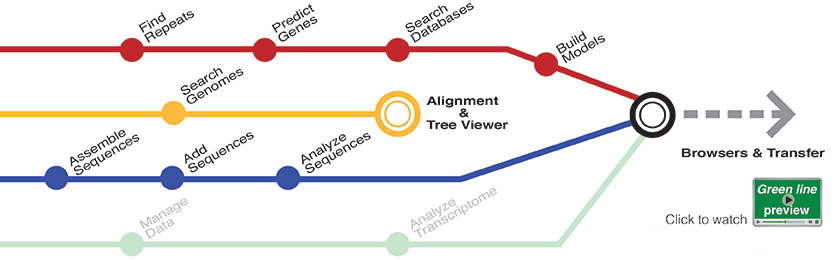 Find
Repeats
Predict
Genes
Search
Databases
Build
Models
Search
Genomes
Alignment
&
Tree Viewer
Assemble
Sequences
Add
Sequences
Analyze
Sequences
Browsers & Transfer
Manage
Data
Analyze
Transcriptome
Click to watch
Green line
preview